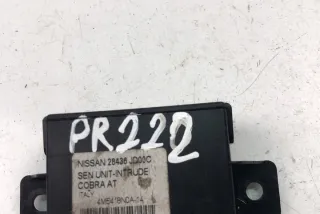 PR222
NISSAN 28436 JD00C
SEN UNIT-INTRUDE
COBRA AT
ITALY